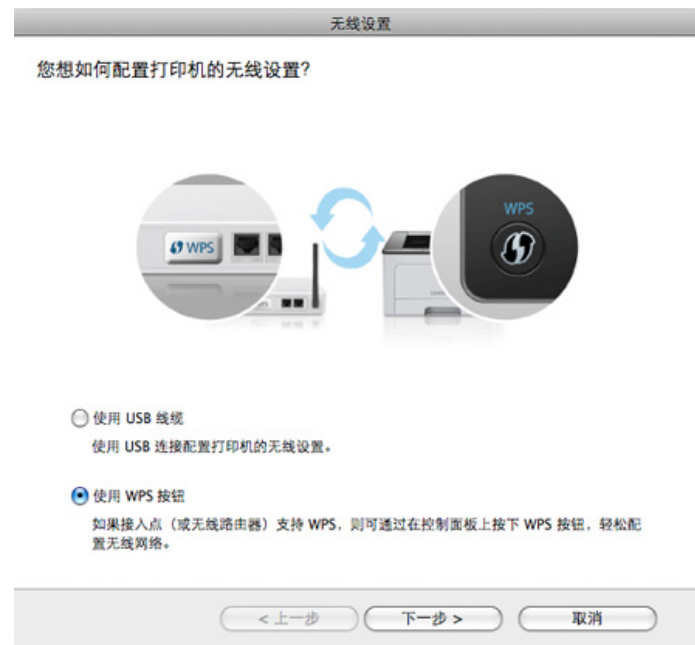 无线设置
您想如何配置打印机的无线设置?
WPS
WPS
使用 USB 线缆
使用 USB 连接配置打印机的无线设置。
使用 WPS 按钮
如果接入点（或无线路由器）支持 WPS，则可通过在控制面板上按下 WPS 按钮，轻松配
置无线网络。
<上一步
下一步 >
取消